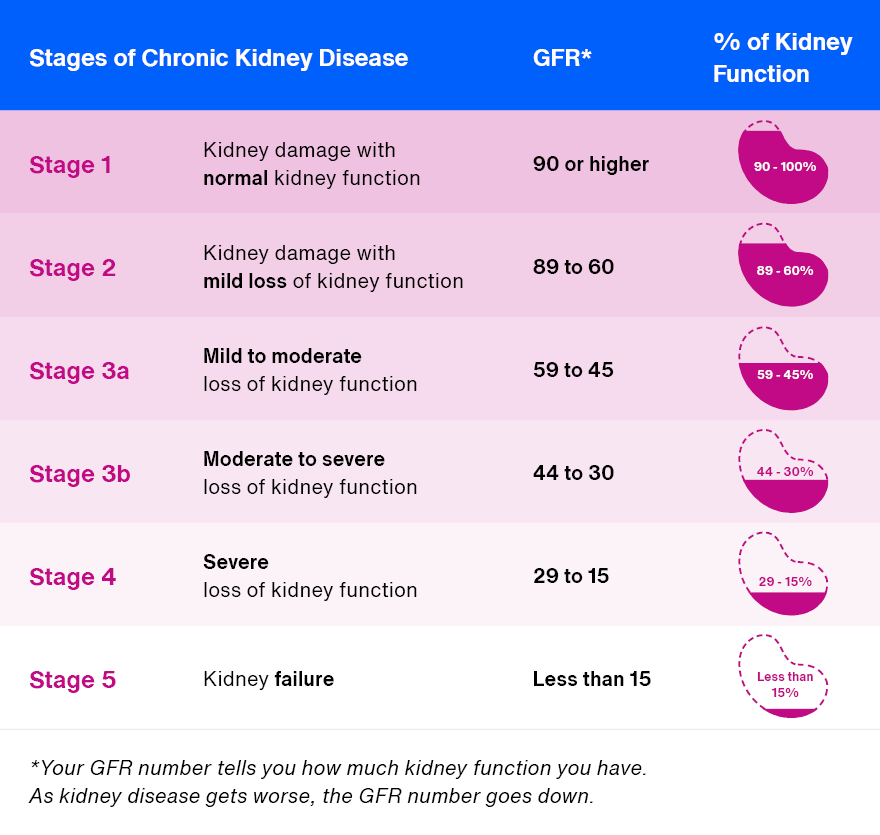 Stages of Chronic Kidney Disease
GFR*
% of Kidney
Function
Stage 1
Kidney damage with
normal kidney function
90 or higher
90 - 100%
Stage 2
Kidney damage with
mild loss of kidney function
89 to 60
89 - 60%
Stage 3a
Mild to moderate
loss of kidney function
59 to 45
59 - 45%
Stage 3b
Moderate to severe
loss of kidney function
44 to 30
44 - 30%
Stage 4
Severe
loss of kidney function
29 to 15
29 - 15%
Stage 5
Kidney failure
Less than 15
Less than
15%
*Your GFR number tells you how much kidney function you have.
As kidney disease gets worse, the GFR number goes down.